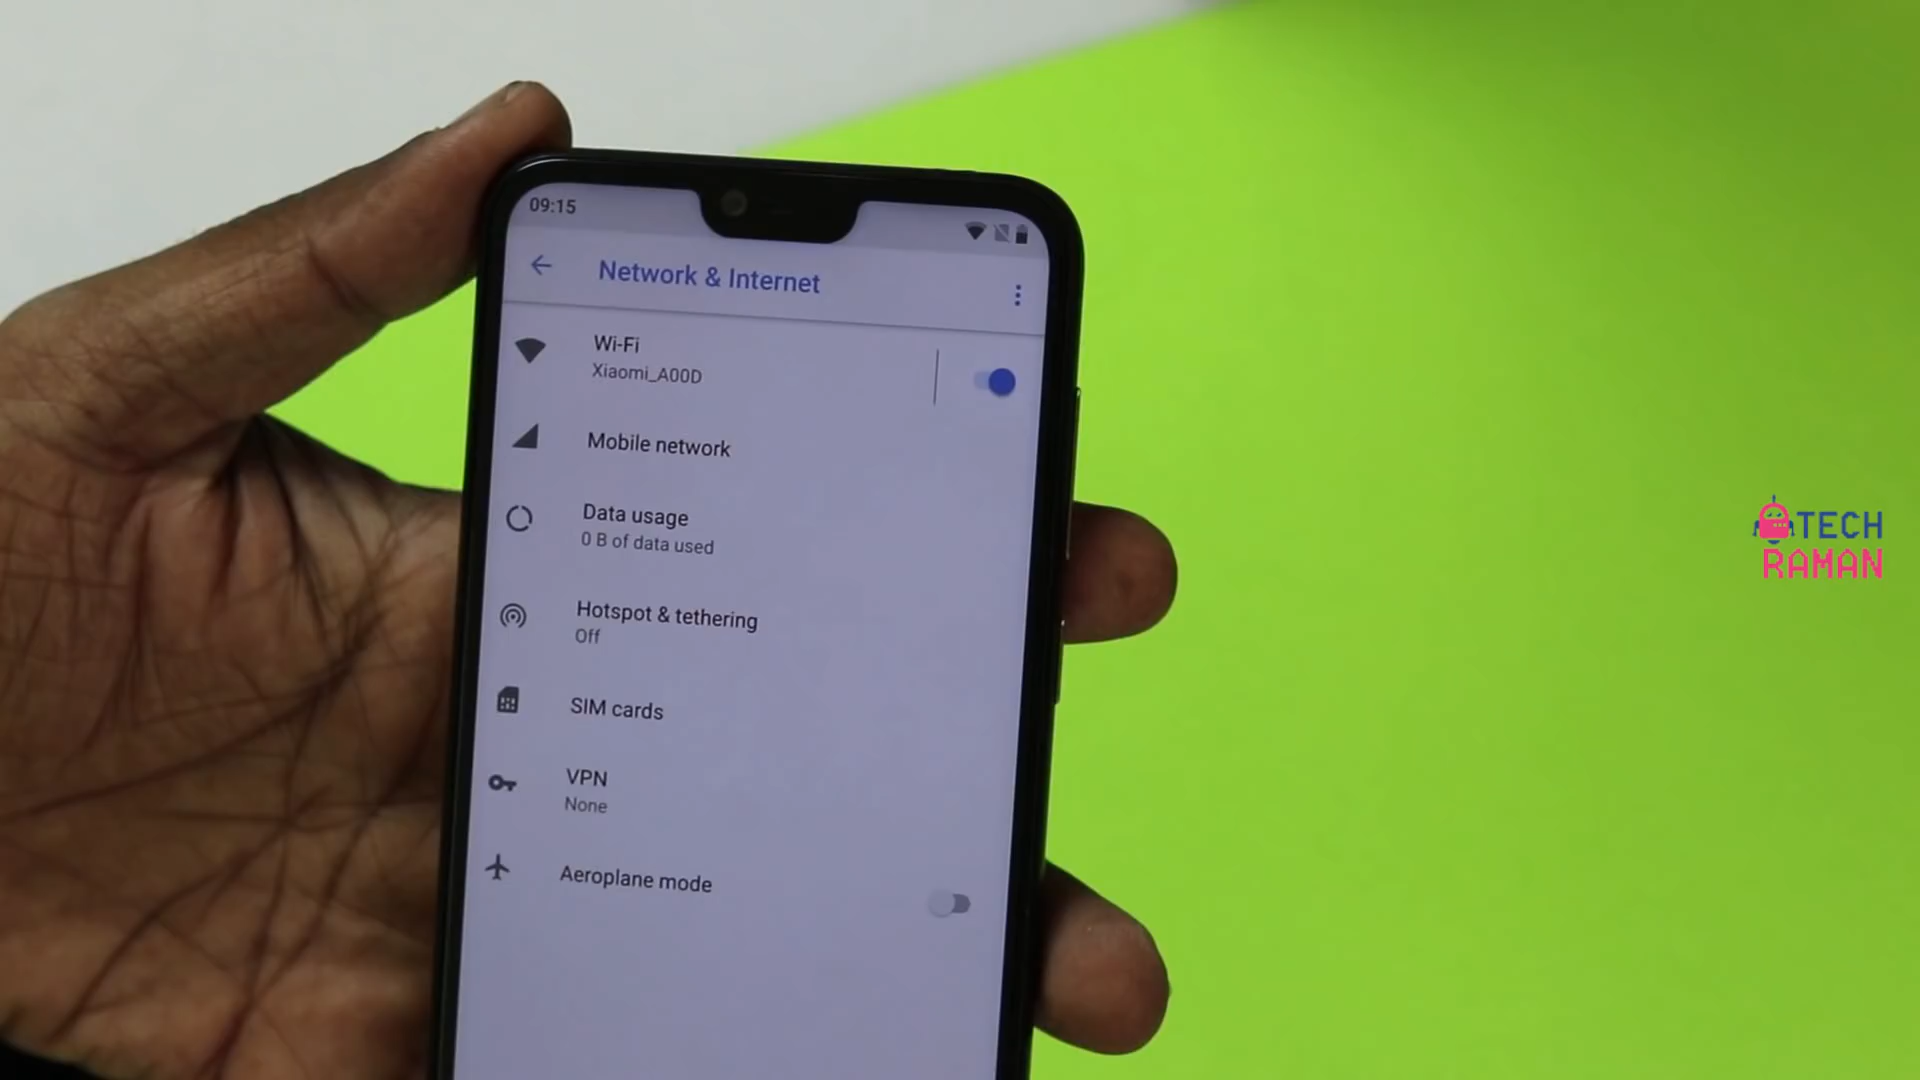 09:15
Network & Internet
Wi-Fi
Xiaomi_A00D
Mobile network
Data usage
0 B of data used
Hotspot & tethering
Off
SIM cards
VPN
None
Aeroplane mode
TECH
RAMAN